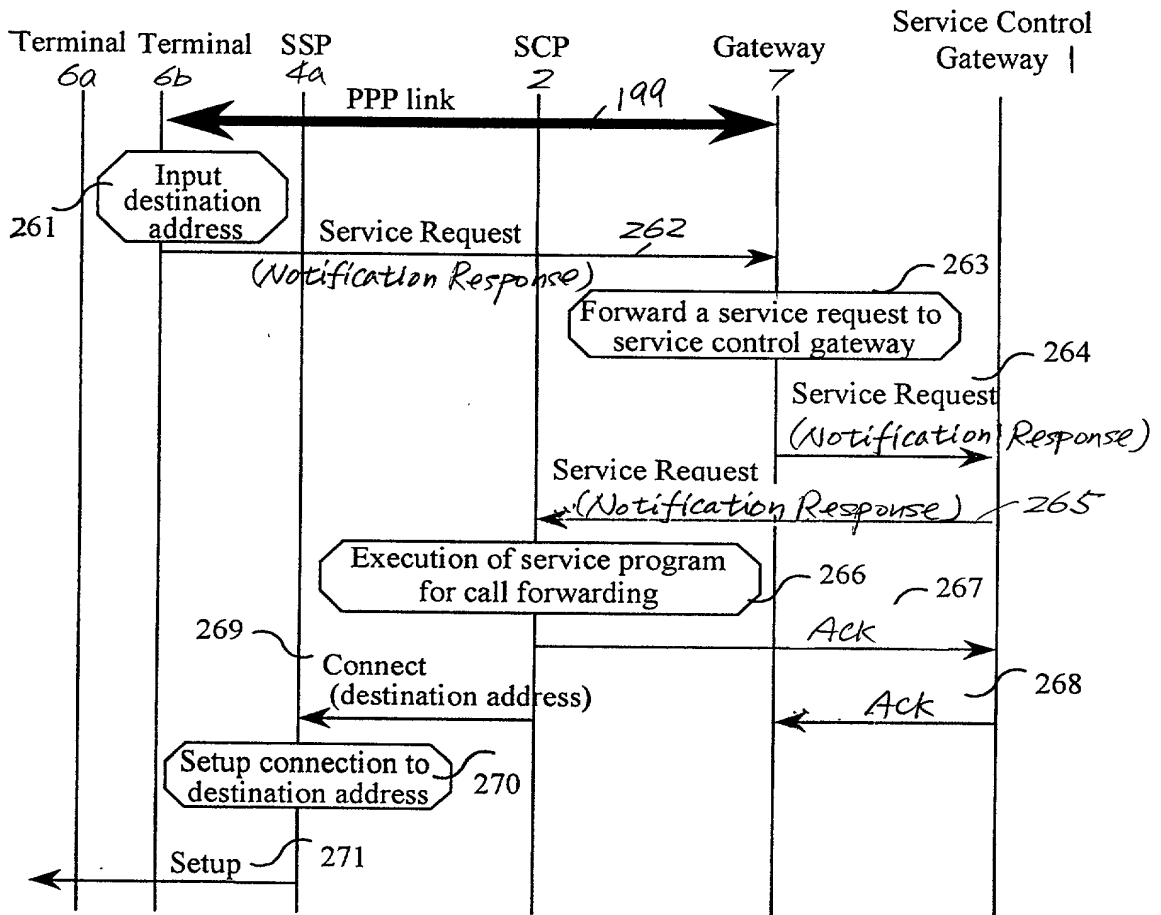 Service Control
Terminal Terminal SSP SCP Gateway Gateway 1
6a 6b 4a 2 7
PPP link 199
Input
destination
address
261
Service Request 262
(Notification Response)
263
Forward a service request to
service control gateway
264
Service Request
(Notification Response)
Service Request
(Notification Response) 265
Execution of service program
for call forwarding
266
267
Ack
269
Connect
(destination address)
268
Ack
Setup connection to
destination address
270
Setup 271